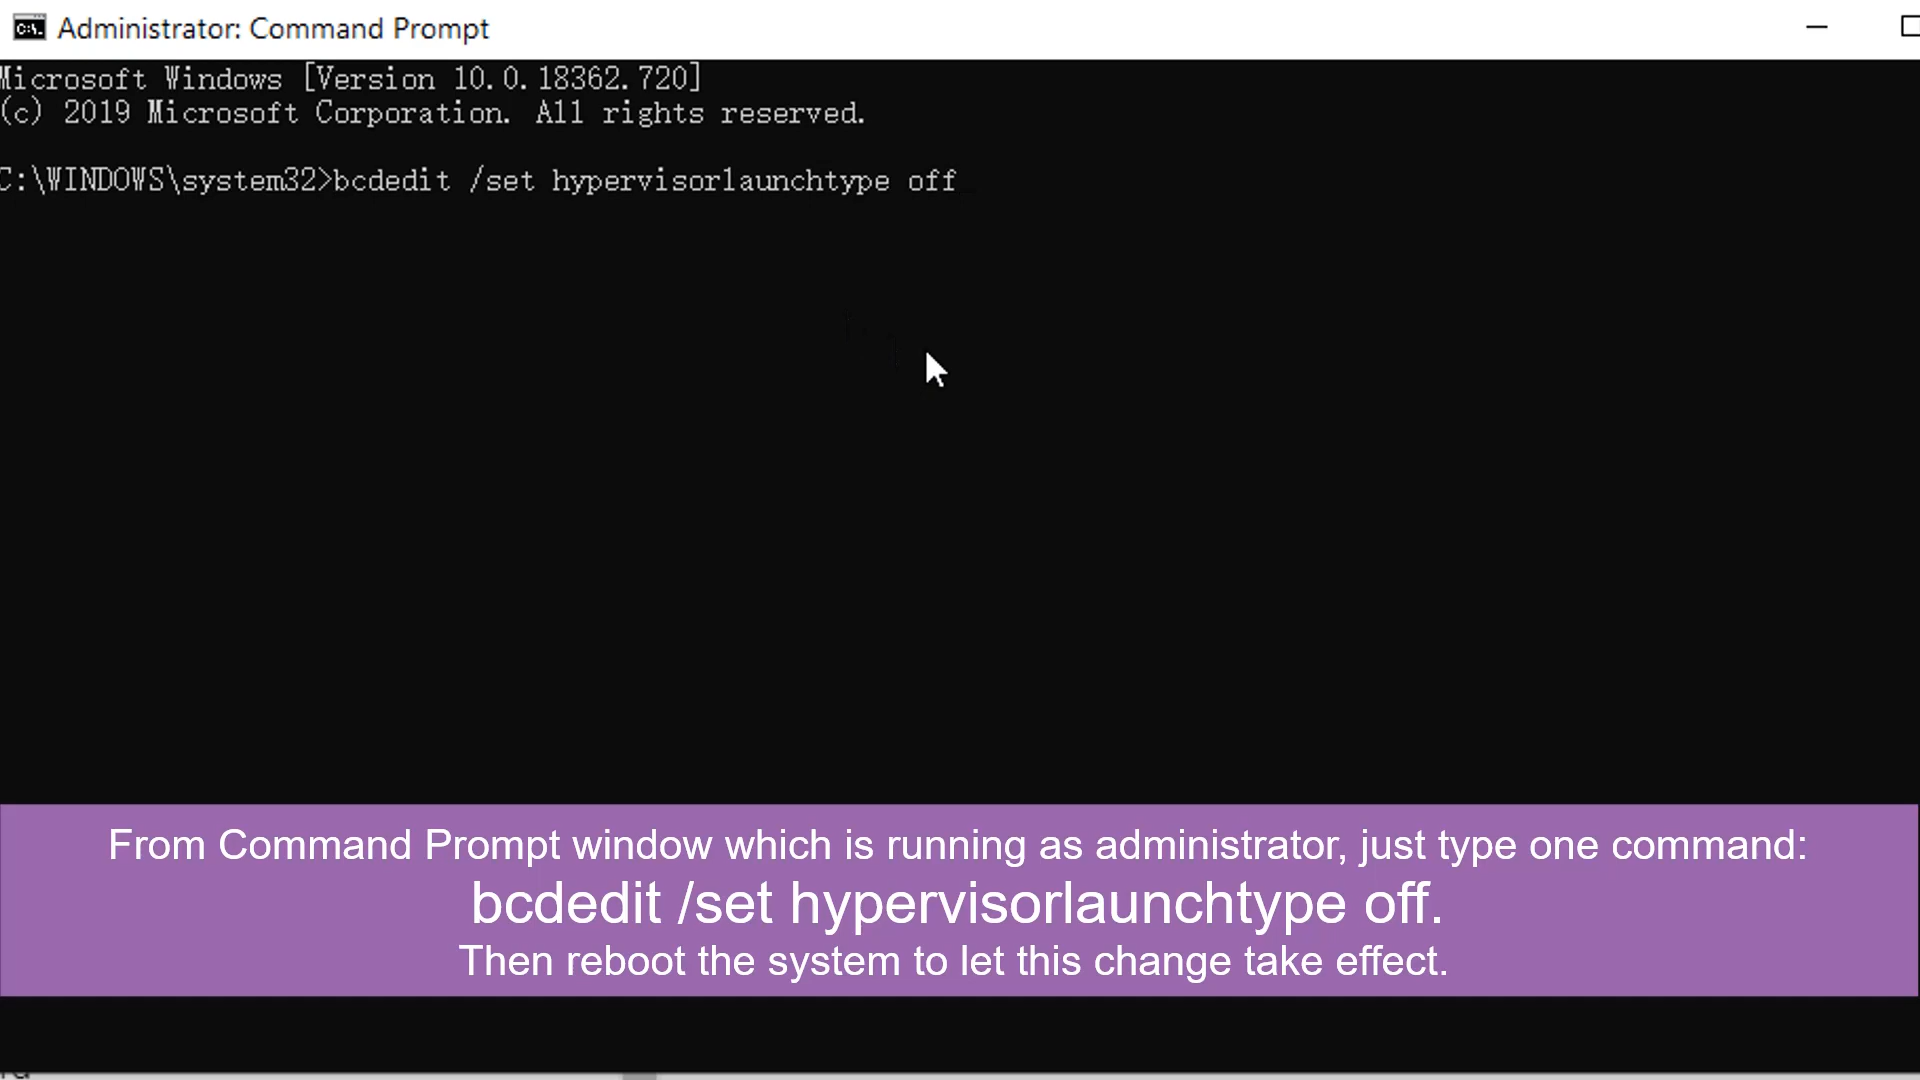 Administrator: Command Prompt
Microsoft Windows [Version 10.0.18362.720]
(c) 2019 Microsoft Corporation. All rights reserved.
C:\WINDOWS\system32>bcdedit /set hypervisorlaunchtype off
From Command Prompt window which is running as administrator, just type one command:
bcdedit /set hypervisorlaunchtype off.
Then reboot the system to let this change take effect.